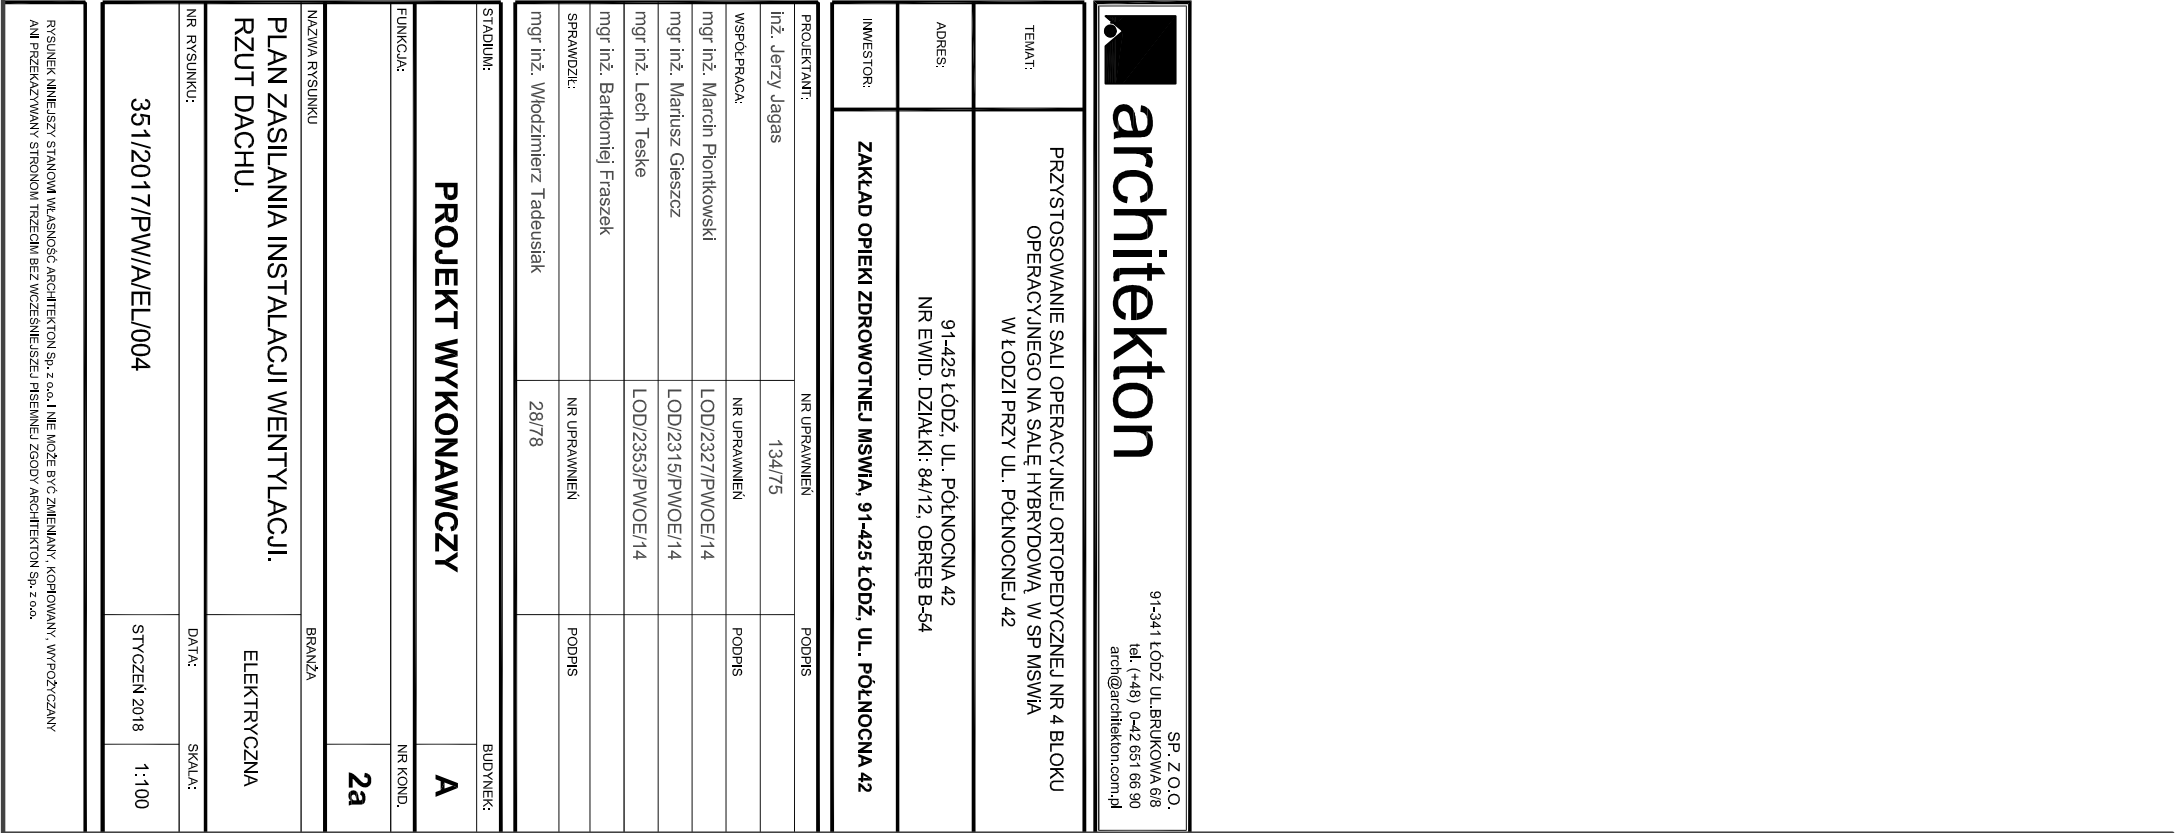 architekton
SP. Z O.O.
91-341 ŁÓDŹ UL.BRUKOWA 6/8
tel. (+48) 0-42 651 66 90
arch@architekton.com.pl
TEMAT:
PRZYSTOSOWANIE SALI OPERACYJNEJ ORTOPEDYCZNEJ NR 4 BLOKU
OPERACYJNEGO NA SALĘ HYBRYDOWĄ W SP MSWiA
W ŁODZI PRZY UL. PÓŁNOCNEJ 42
ADRES:
91-425 ŁÓDŹ, UL. PÓŁNOCNA 42
NR EWID. DZIAŁKI: 84/12, OBRĘB B-54
INWESTOR:
ZAKŁAD OPIEKI ZDROWOTNEJ MSWiA, 91-425 ŁÓDŹ, UL. PÓŁNOCNA 42
PROJEKTANT: NR UPRAWNIEŃ PODPIS
inż. Jerzy Jagas 134/75
WSPÓŁPRACA: NR UPRAWNIEŃ PODPIS
mgr inż. Marcin Piontkowski LOD/2327/PWOE/14
mgr inż. Mariusz Gieszcz LOD/2315/PWOE/14
mgr inż. Lech Teske LOD/2353/PWOE/14
mgr inż. Bartłomiej Fraszek
SPRAWDZIŁ: NR UPRAWNIEŃ PODPIS
mgr inż. Włodzimierz Tadeusiak 28/78
STADIUM: BUDYNEK:
PROJEKT WYKONAWCZY A
FUNKCJA: NR KOND.
2a
NAZWA RYSUNKU BRANŻA
PLAN ZASILANIA INSTALACJI WENTYLACJI.
RZUT DACHU.
ELEKTRYCZNA
NR RYSUNKU: DATA: SKALA:
351/2017/PW/A/EL/004 STYCZEŃ 2018 1:100
RYSUNEK NINIEJSZY STANOWI WŁASNOŚĆ ARCHITEKTON Sp. z o.o. I NIE MOŻE BYĆ ZMIENIANY, KOPIOWANY, WYPOŻYCZANY
ANI PRZEKAZYWANY STRONOM TRZECIM BEZ WCZEŚNIEJSZEJ PISEMNEJ ZGODY ARCHITEKTON Sp. z o.o.